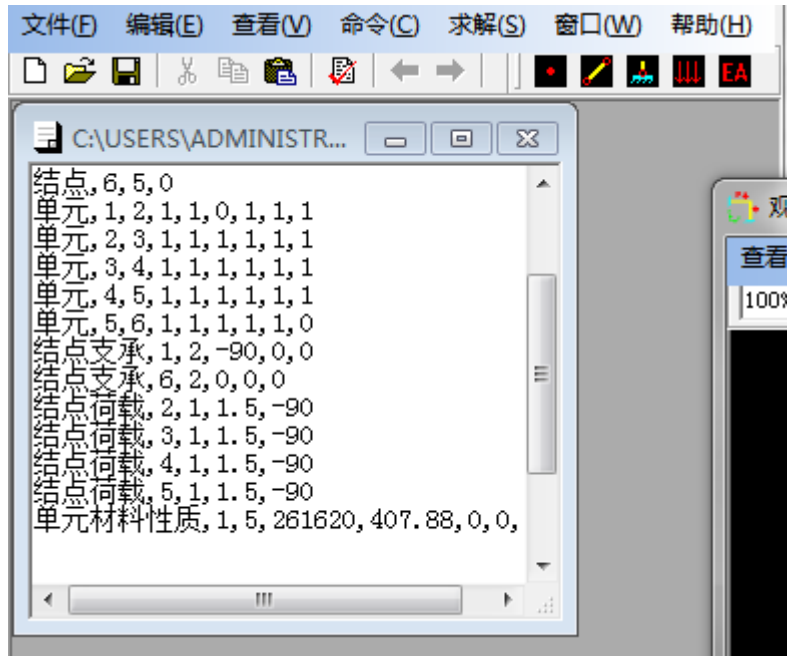 文件(F) 编辑(E) 查看(V) 命令(C) 求解(S) 窗口(W) 帮助(H)
EA
C:\USERS\ADMINISTR...
结点,6,5,0
单元,1,2,1,1,0,1,1,1
单元,2,3,1,1,1,1,1,1
单元,3,4,1,1,1,1,1,1
单元,4,5,1,1,1,1,1,1
单元,5,6,1,1,1,1,1,0
结点支承,1,2,-90,0,0
结点支承,6,2,0,0,0
结点荷载,2,1,1.5,-90
结点荷载,3,1,1.5,-90
结点荷载,4,1,1.5,-90
结点荷载,5,1,1.5,-90
单元材料性质,1,5,261620,407.88,0,0,
观
查看
100%